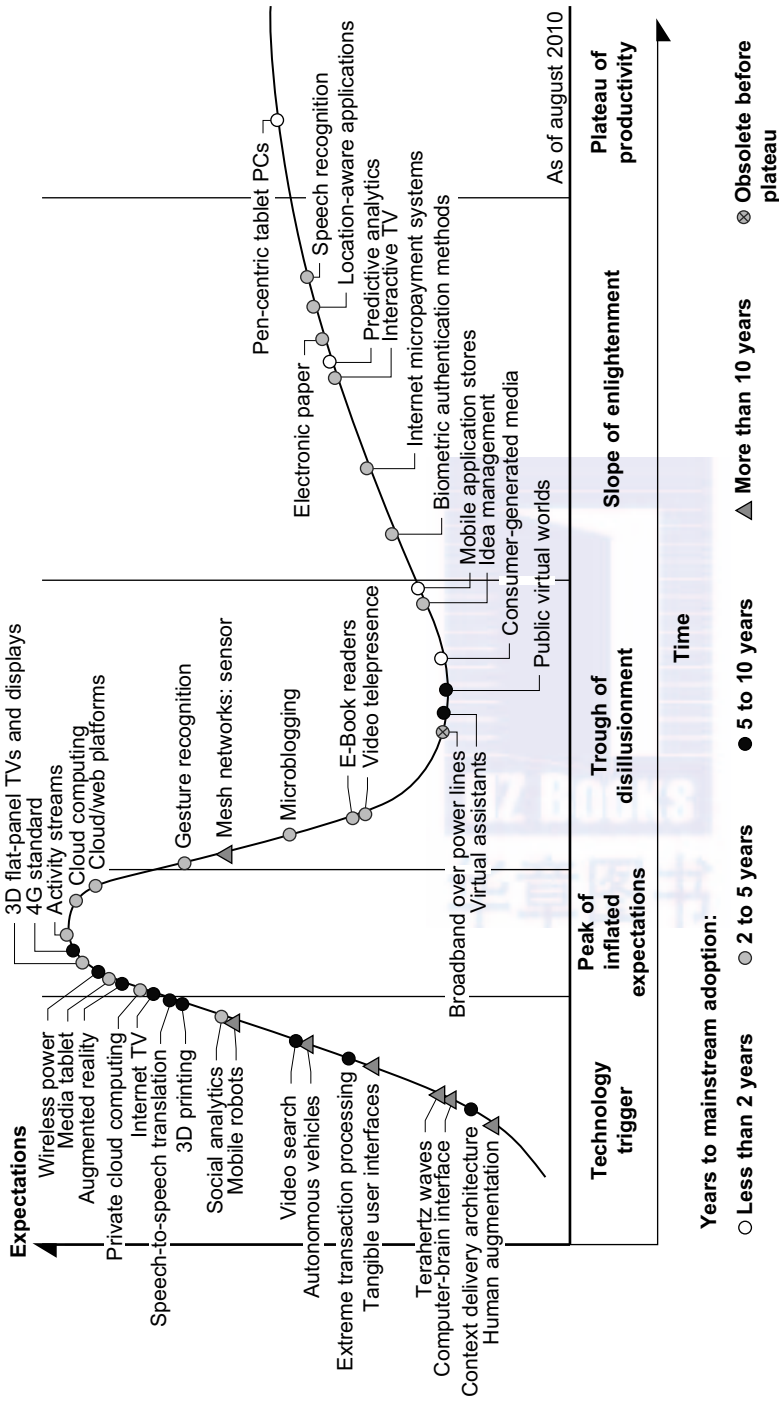 Expectations
3D flat-panel TVs and displays
4G standard
Activity streams
Cloud computing
Cloud/web platforms
Wireless power
Media tablet
Augmented reality
Private cloud computing
Internet TV
Speech-to-speech translation
3D printing
Social analytics
Mobile robots
Video search
Autonomous vehicles
Extreme transaction processing
Tangible user interfaces
Terahertz waves
Computer-brain interface
Context delivery architecture
Human augmentation
Gesture recognition
Mesh networks: sensor
Microblogging
E-Book readers
Video telepresence
Broadband over power lines
Virtual assistants
Public virtual worlds
Consumer-generated media
Idea management
Mobile application stores
Biometric authentication methods
Internet micropayment systems
Interactive TV
Predictive analytics
Electronic paper
Location-aware applications
Speech recognition
Pen-centric tablet PCs
As of august 2010
Technology
trigger
Peak of
inflated
expectations
Trough of
disillusionment
Slope of enlightenment
Plateau of
productivity
Time
Years to mainstream adoption:
Less than 2 years
2 to 5 years
5 to 10 years
More than 10 years
Obsolete before
plateau
HZ BOOKS
华章图书